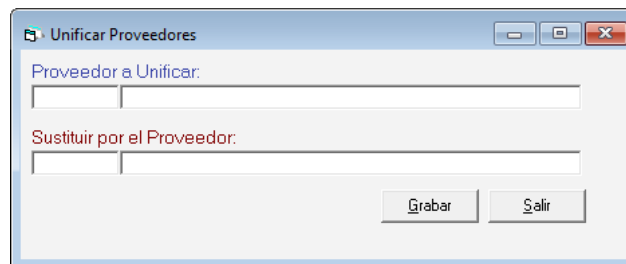 Unificar Proveedores
Proveedor a Unificar:
Sustituir por el Proveedor:
Grabar Salir